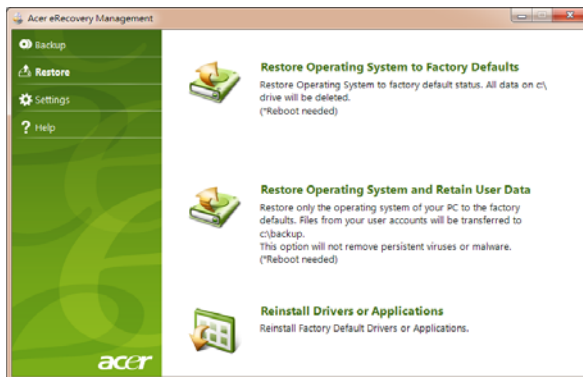 Acer eRecovery Management
Backup
Restore
Settings
? Help
Restore Operating System to Factory Defaults
Restore Operating System to factory default status. All data on c:\
drive will be deleted.
(*Reboot needed)
Restore Operating System and Retain User Data
Restore only the operating system of your PC to the factory
defaults. Files from your user accounts will be transferred to
c:\backup.
This option will not remove persistent viruses or malware.
(*Reboot needed)
Reinstall Drivers or Applications
Reinstall Factory Default Drivers or Applications.
acer